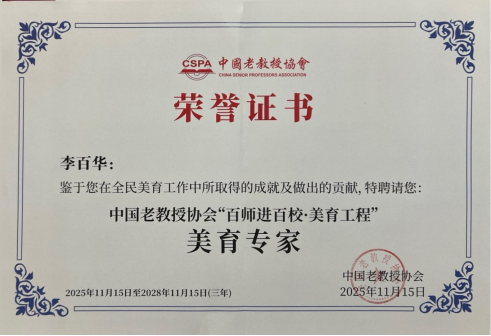 CSPA 中國老教授協會
CHINA SENIOR PROFESSORS ASSOCIATION
荣誉证书
李百华：
鉴于您在全民美育工作中所取得的成就及做出的贡献，特聘请您：
中国老教授协会“百师进百校·美育工程”
美育专家
中国老教授协会
2025年11月15日至2028年11月15日(三年)
2025年11月15日